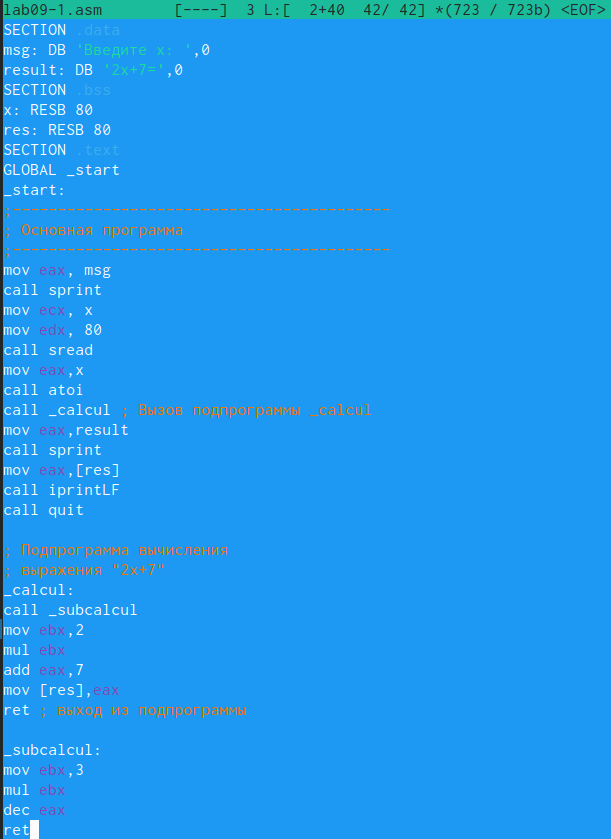 lab09-1.asm [----] 3 L:[ 2+40 42/ 42] *(723 / 723b) <EOF>
SECTION .data
msg: DB 'Введите x: ',0
result: DB '2x+7=',0
SECTION .bss
x: RESB 80
res: RESB 80
SECTION .text
GLOBAL _start
_start:
;------------------------------------------
; Основная программа
;------------------------------------------
mov eax, msg
call sprint
mov ecx, x
mov edx, 80
call sread
mov eax,x
call atoi
call _calcul ; Вызов подпрограммы _calcul
mov eax,result
call sprint
mov eax,[res]
call iprintLF
call quit
; Подпрограмма вычисления
; выражения "2x+7"
_calcul:
call _subcalcul
mov ebx,2
mul ebx
add eax,7
mov [res],eax
ret ; выход из подпрограммы
_subcalcul:
mov ebx,3
mul ebx
dec eax
ret